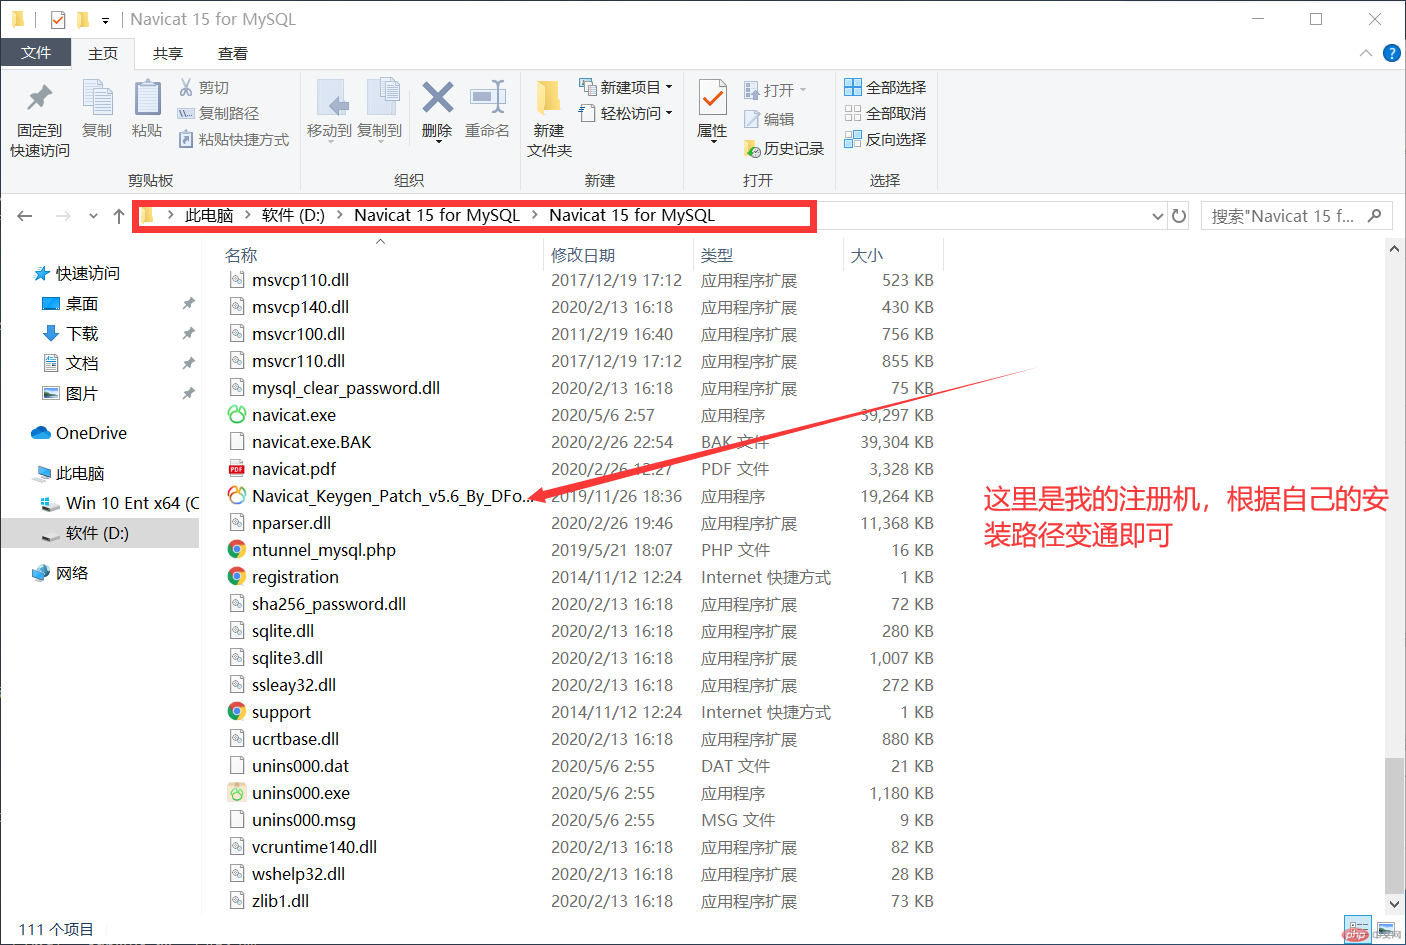 Navicat 15 for MySQL
文件 主页 共享 查看
固定到快速访问
复制
粘贴
剪切
复制路径
粘贴快捷方式
剪贴板
移动到
复制到
删除
重命名
组织
新建文件夹
新建项目
轻松访问
新建
属性
打开
编辑
历史记录
打开
全部选择
全部取消
反向选择
选择
此电脑 > 软件 (D:) > Navicat 15 for MySQL > Navicat 15 for MySQL
搜索"Navicat 15 f...
快速访问
桌面
下载
文档
图片
OneDrive
此电脑
Win 10 Ent x64 (C
软件 (D:)
网络
名称 修改日期 类型 大小
msvcp110.dll 2017/12/19 17:12 应用程序扩展 523 KB
msvcp140.dll 2020/2/13 16:18 应用程序扩展 430 KB
msvcr100.dll 2011/2/19 16:40 应用程序扩展 756 KB
msvcr110.dll 2017/12/19 17:12 应用程序扩展 855 KB
mysql_clear_password.dll 2020/2/13 16:18 应用程序扩展 75 KB
navicat.exe 2020/5/6 2:57 应用程序 39,297 KB
navicat.exe.BAK 2020/2/26 22:54 BAK 文件 39,304 KB
navicat.pdf 2020/2/26 12:27 PDF 文件 3,328 KB
Navicat_Keygen_Patch_v5.6_By_DFo... 2019/11/26 18:36 应用程序 19,264 KB
nparser.dll 2020/2/26 19:46 应用程序扩展 11,368 KB
ntunnel_mysql.php 2019/5/21 18:07 PHP 文件 16 KB
registration 2014/11/12 12:24 Internet 快捷方式 1 KB
sha256_password.dll 2020/2/13 16:18 应用程序扩展 72 KB
sqlite.dll 2020/2/13 16:18 应用程序扩展 280 KB
sqlite3.dll 2020/2/13 16:18 应用程序扩展 1,007 KB
ssleay32.dll 2020/2/13 16:18 应用程序扩展 272 KB
support 2014/11/12 12:24 Internet 快捷方式 1 KB
ucrtbase.dll 2020/2/13 16:18 应用程序扩展 880 KB
unins000.dat 2020/5/6 2:55 DAT 文件 21 KB
unins000.exe 2020/5/6 2:55 应用程序 1,180 KB
unins000.msg 2020/5/6 2:55 MSG 文件 9 KB
vcruntime140.dll 2020/2/13 16:18 应用程序扩展 82 KB
wshelp32.dll 2020/2/13 16:18 应用程序扩展 28 KB
zlib1.dll 2020/2/13 16:18 应用程序扩展 73 KB
这里是我的注册机，根据自己的安
装路径变通即可
111 个项目
php